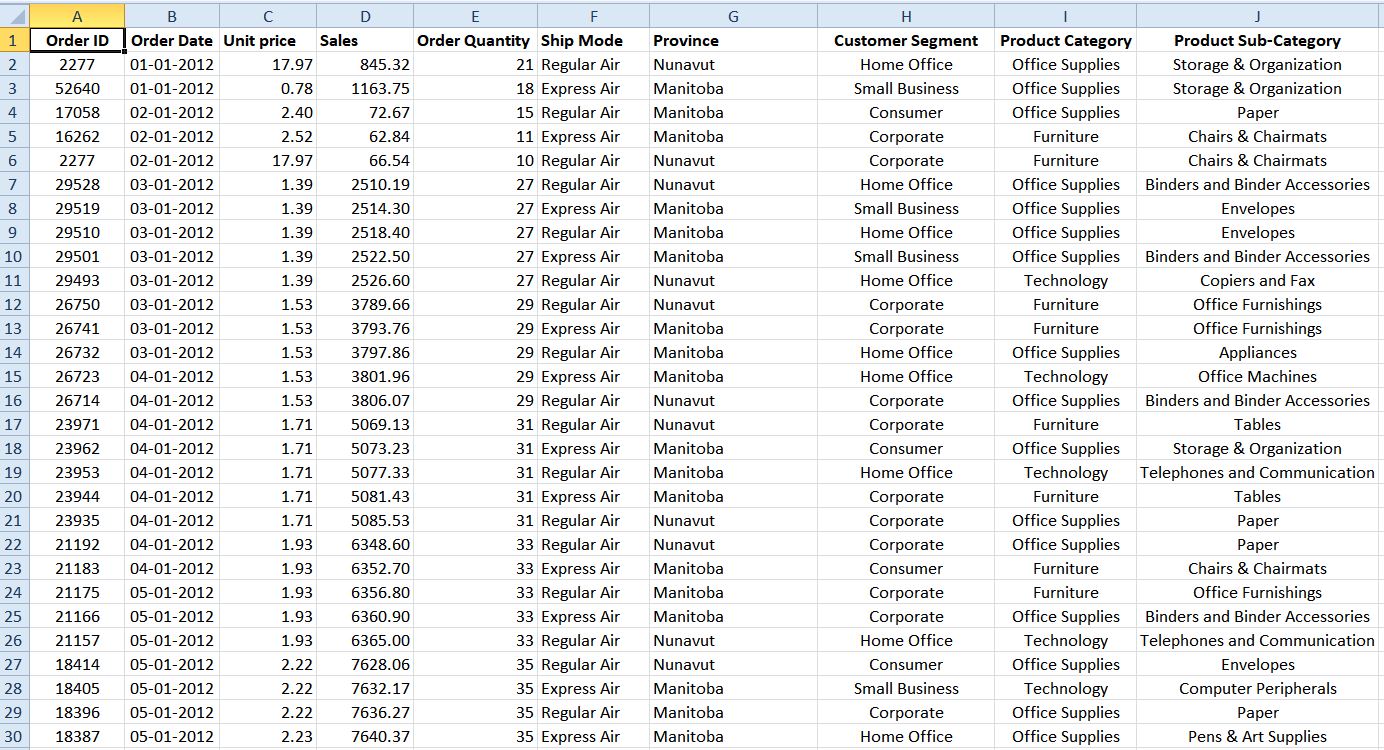 A B C D E F G H I J
1 Order ID Order Date Unit price Sales Order Quantity Ship Mode Province Customer Segment Product Category Product Sub-Category
2 2277 01-01-2012 17.97 845.32 21 Regular Air Nunavut Home Office Office Supplies Storage & Organization
3 52640 01-01-2012 0.78 1163.75 18 Express Air Manitoba Small Business Office Supplies Storage & Organization
4 17058 02-01-2012 2.40 72.67 15 Regular Air Manitoba Consumer Office Supplies Paper
5 16262 02-01-2012 2.52 62.84 11 Express Air Manitoba Corporate Furniture Chairs & Chairmats
6 2277 02-01-2012 17.97 66.54 10 Regular Air Nunavut Corporate Furniture Chairs & Chairmats
7 29528 03-01-2012 1.39 2510.19 27 Regular Air Nunavut Home Office Office Supplies Binders and Binder Accessories
8 29519 03-01-2012 1.39 2514.30 27 Express Air Manitoba Small Business Office Supplies Envelopes
9 29510 03-01-2012 1.39 2518.40 27 Regular Air Manitoba Home Office Office Supplies Envelopes
10 29501 03-01-2012 1.39 2522.50 27 Express Air Manitoba Small Business Office Supplies Binders and Binder Accessories
11 29493 03-01-2012 1.39 2526.60 27 Regular Air Nunavut Home Office Technology Copiers and Fax
12 26750 03-01-2012 1.53 3789.66 29 Regular Air Nunavut Corporate Furniture Office Furnishings
13 26741 03-01-2012 1.53 3793.76 29 Express Air Manitoba Corporate Furniture Office Furnishings
14 26732 03-01-2012 1.53 3797.86 29 Regular Air Manitoba Home Office Office Supplies Appliances
15 26723 04-01-2012 1.53 3801.96 29 Express Air Manitoba Home Office Technology Office Machines
16 26714 04-01-2012 1.53 3806.07 29 Regular Air Nunavut Corporate Office Supplies Binders and Binder Accessories
17 23971 04-01-2012 1.71 5069.13 31 Regular Air Nunavut Corporate Furniture Tables
18 23962 04-01-2012 1.71 5073.23 31 Express Air Manitoba Consumer Office Supplies Storage & Organization
19 23953 04-01-2012 1.71 5077.33 31 Regular Air Manitoba Home Office Technology Telephones and Communication
20 23944 04-01-2012 1.71 5081.43 31 Express Air Manitoba Corporate Furniture Tables
21 23935 04-01-2012 1.71 5085.53 31 Regular Air Nunavut Corporate Office Supplies Paper
22 21192 04-01-2012 1.93 6348.60 33 Regular Air Nunavut Corporate Office Supplies Paper
23 21183 04-01-2012 1.93 6352.70 33 Express Air Manitoba Consumer Furniture Chairs & Chairmats
24 21175 05-01-2012 1.93 6356.80 33 Regular Air Manitoba Corporate Furniture Office Furnishings
25 21166 05-01-2012 1.93 6360.90 33 Express Air Manitoba Corporate Office Supplies Binders and Binder Accessories
26 21157 05-01-2012 1.93 6365.00 33 Regular Air Nunavut Home Office Technology Telephones and Communication
27 18414 05-01-2012 2.22 7628.06 35 Regular Air Nunavut Consumer Office Supplies Envelopes
28 18405 05-01-2012 2.22 7632.17 35 Express Air Manitoba Small Business Technology Computer Peripherals
29 18396 05-01-2012 2.22 7636.27 35 Regular Air Manitoba Corporate Office Supplies Paper
30 18387 05-01-2012 2.23 7640.37 35 Express Air Manitoba Home Office Office Supplies Pens & Art Supplies